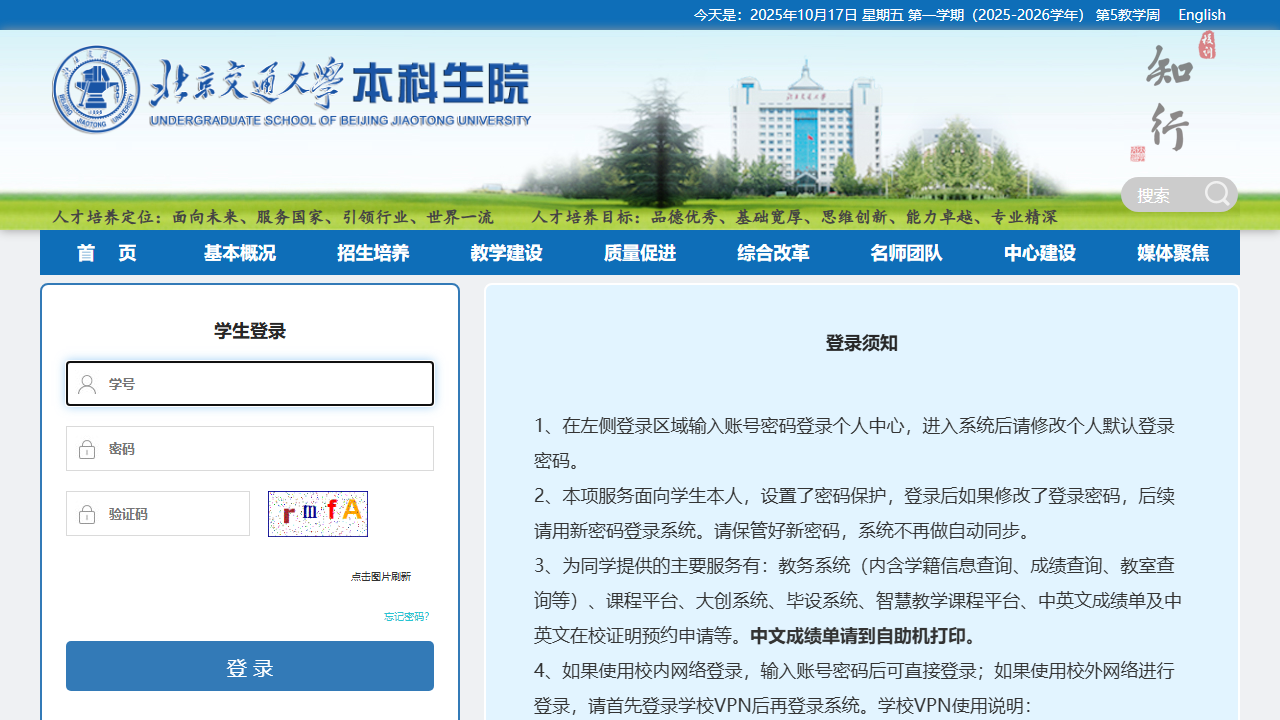 今天是：2025年10月17日 星期五 第一学期（2025-2026学年） 第5教学周 English
北京交通大学本科生院
UNDERGRADUATE SCHOOL OF BEIJING JIAOTONG UNIVERSITY
知行
搜索
人才培养定位：面向未来、服务国家、引领行业、世界一流 人才培养目标：品德优秀、基础宽厚、思维创新、能力卓越、专业精深
首 页 基本概况 招生培养 教学建设 质量促进 综合改革 名师团队 中心建设 媒体聚焦
学生登录
学号
密码
验证码
rmfA
点击图片刷新
忘记密码?
登 录
登录须知
1、在左侧登录区域输入账号密码登录个人中心，进入系统后请修改个人默认登录
密码。
2、本项服务面向学生本人，设置了密码保护，登录后如果修改了登录密码，后续
请用新密码登录系统。请保管好新密码，系统不再做自动同步。
3、为同学提供的主要服务有：教务系统（内含学籍信息查询、成绩查询、教室查
询等）、课程平台、大创系统、毕设系统、智慧教学课程平台、中英文成绩单及中
英文在校证明预约申请等。中文成绩单请到自助机打印。
4、如果使用校内网络登录，输入账号密码后可直接登录；如果使用校外网络进行
登录，请首先登录学校VPN后再登录系统。学校VPN使用说明：